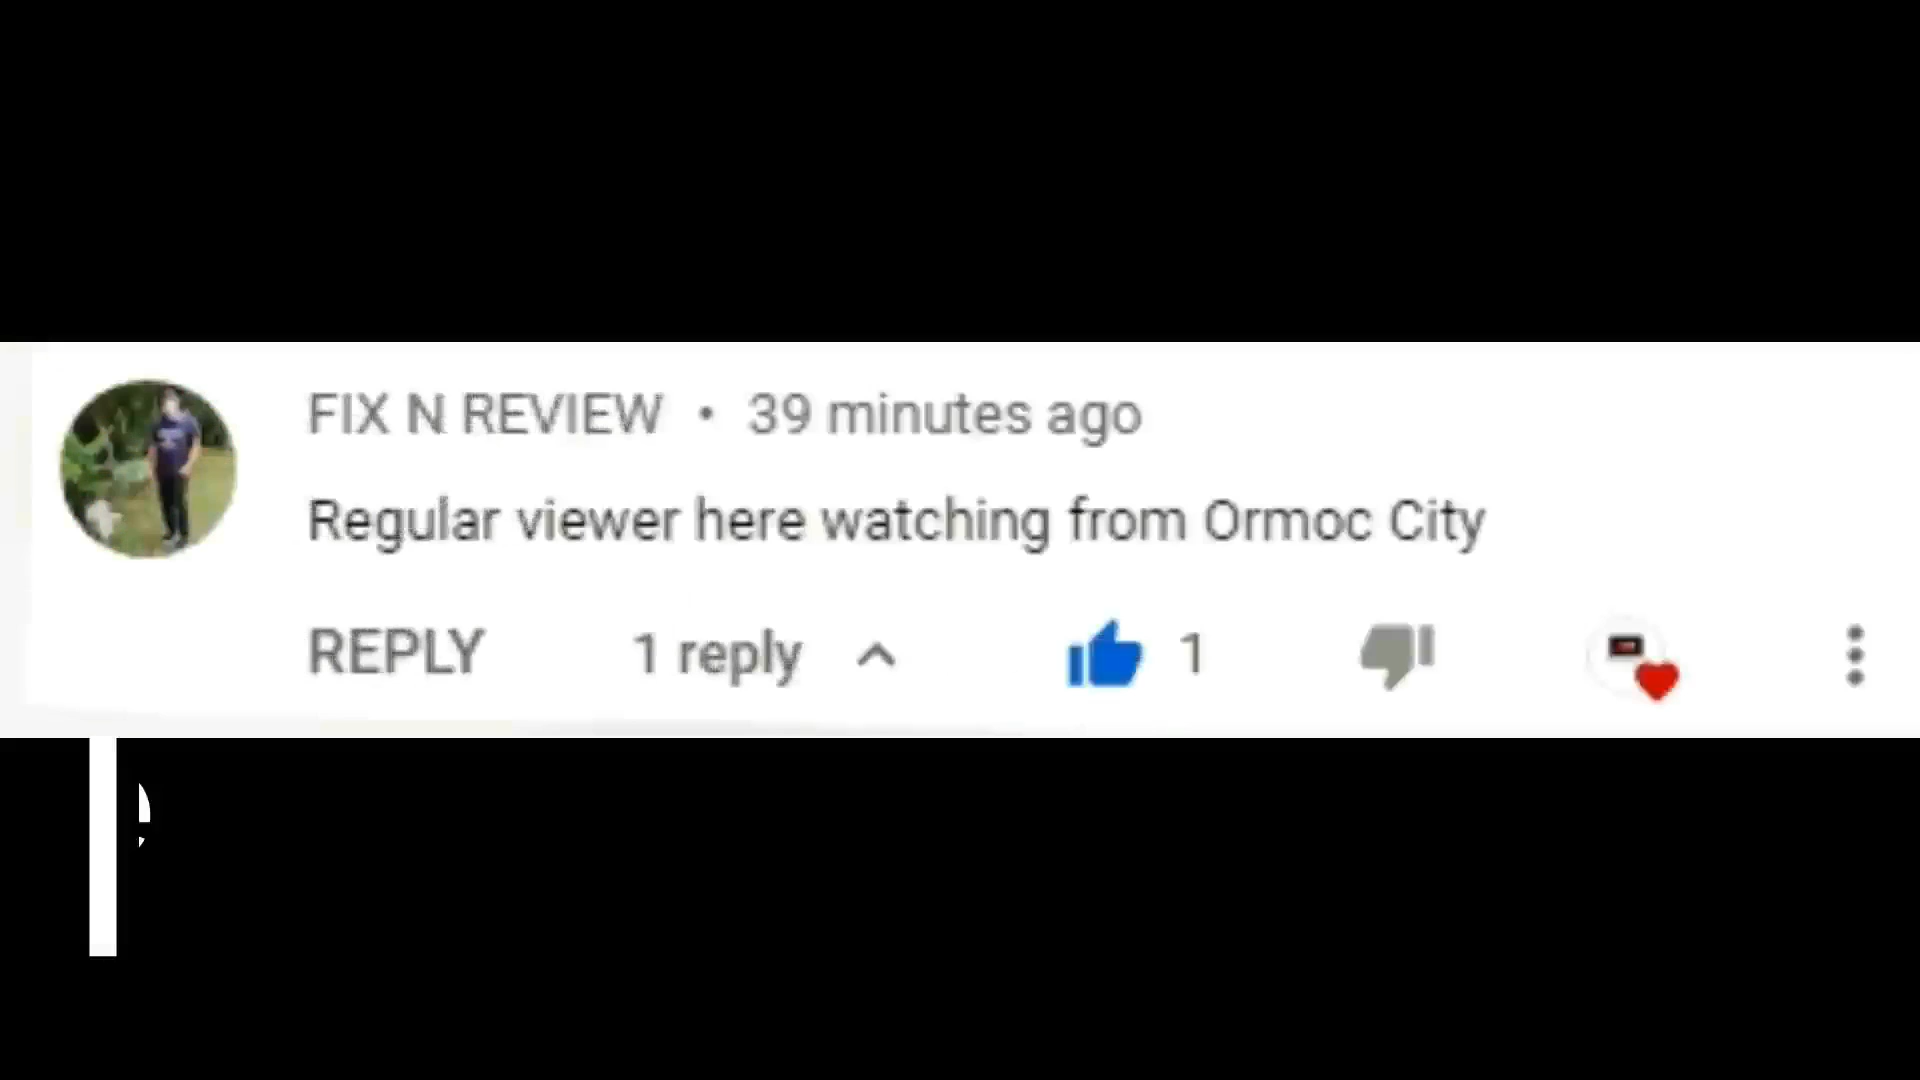 FIX N REVIEW • 39 minutes ago
Regular viewer here watching from Ormoc City
REPLY 1 reply 1